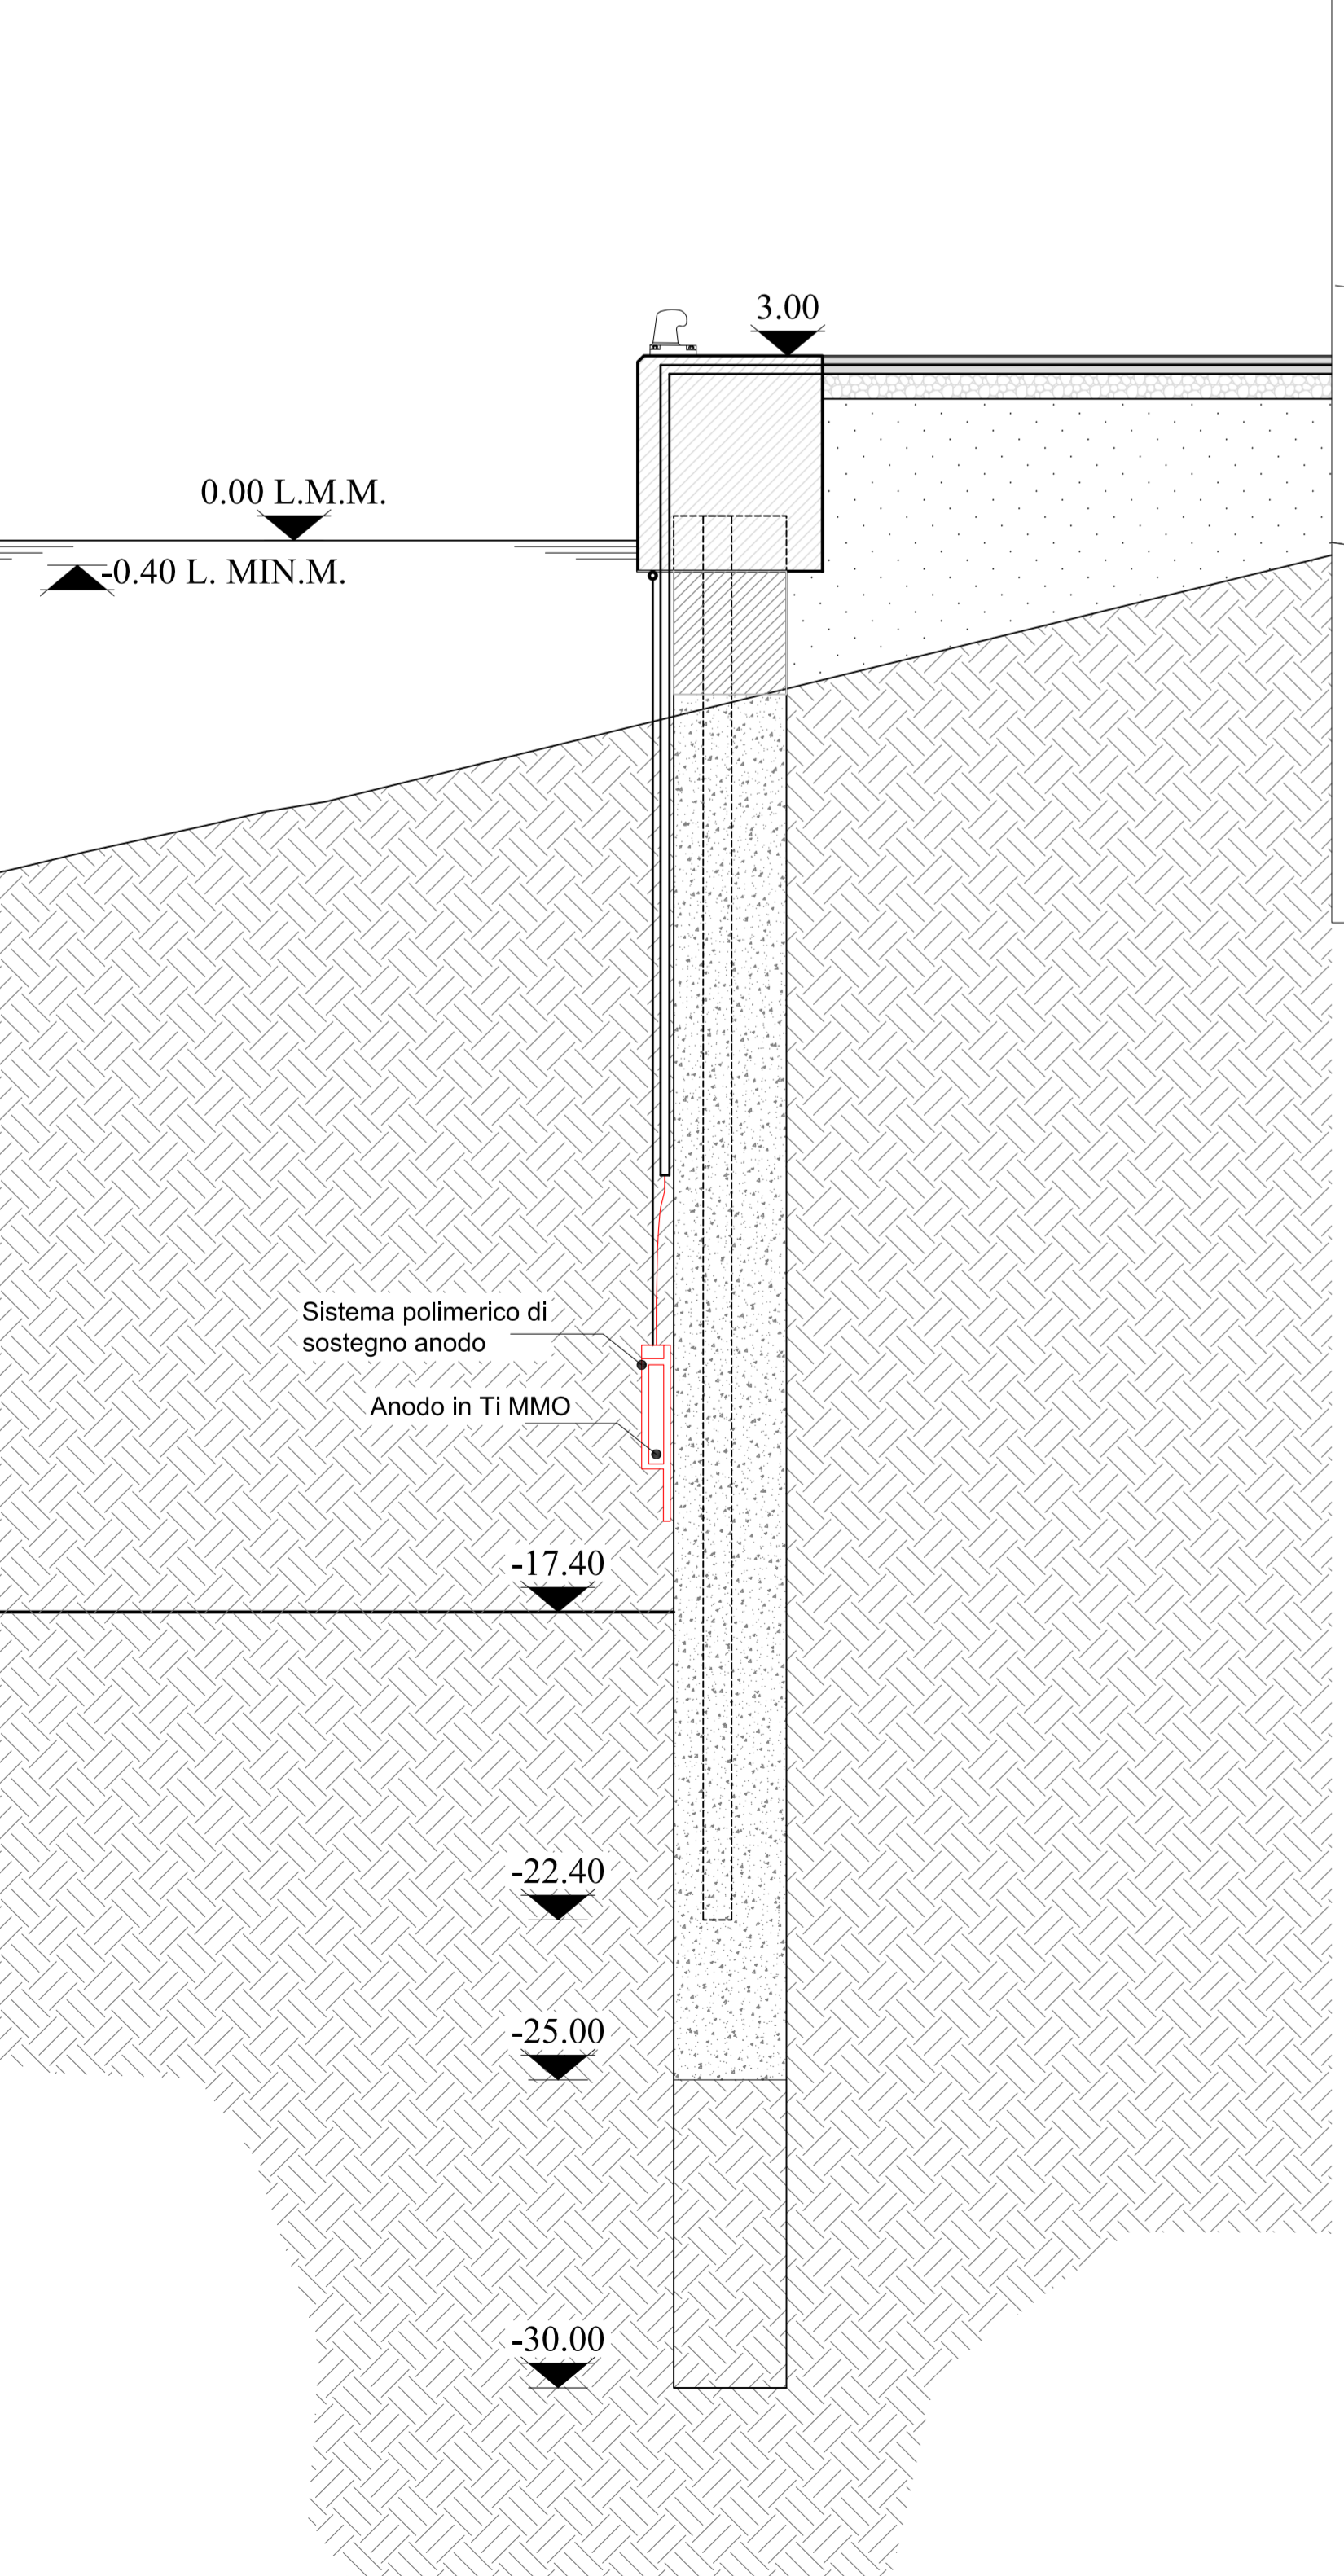 3.00
0.00 L.M.M.
-0.40 L. MIN.M.
Sistema polimerico di
sostegno anodo
Anodo in Ti MMO
-17.40
-22.40
-25.00
-30.00